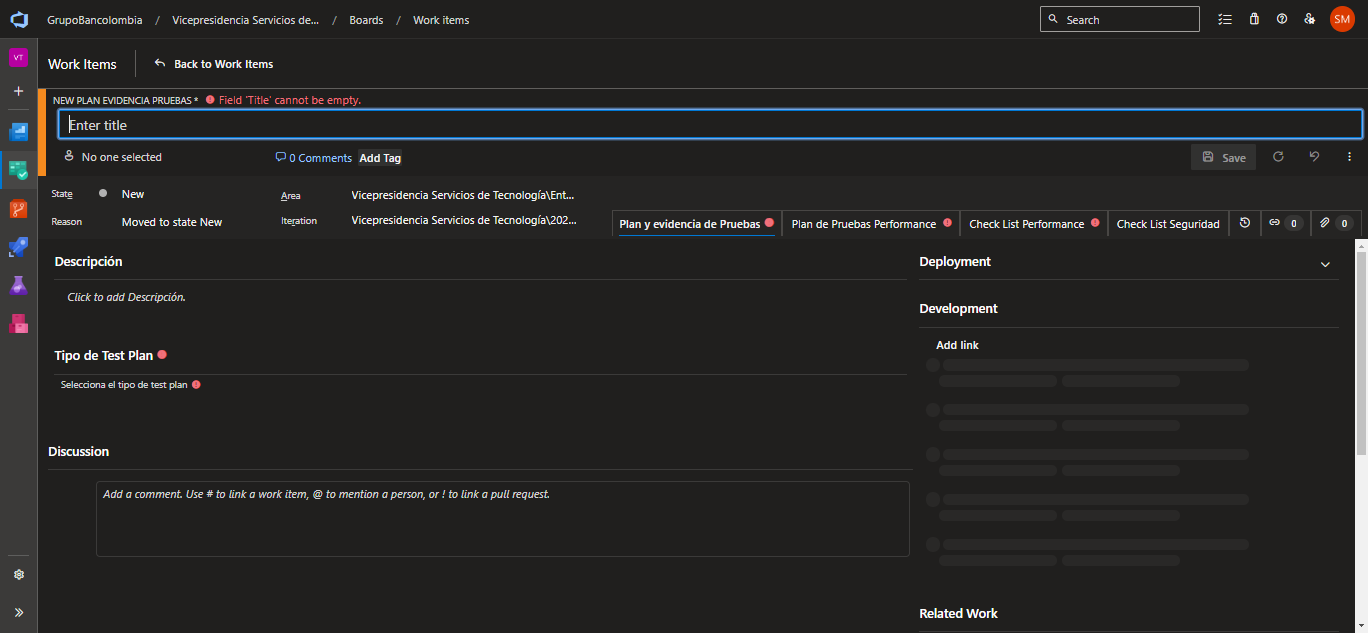 GrupoBancolombia / Vicepresidencia Servicios de... / Boards / Work items
Search
SM
VT
Work Items
Back to Work Items
NEW PLAN EVIDENCIA PRUEBAS * Field 'Title' cannot be empty.
Enter title
No one selected
0 Comments
Add Tag
Save
State
New
Area
Vicepresidencia Servicios de Tecnología\Ent...
Reason
Moved to state New
Iteration
Vicepresidencia Servicios de Tecnología\202...
Plan y evidencia de Pruebas
Plan de Pruebas Performance
Check List Performance
Check List Seguridad
0
0
Descripción
Click to add Descripción.
Tipo de Test Plan
Selecciona el tipo de test plan
Discussion
Add a comment. Use # to link a work item, @ to mention a person, or ! to link a pull request.
Deployment
Development
Add link
Related Work